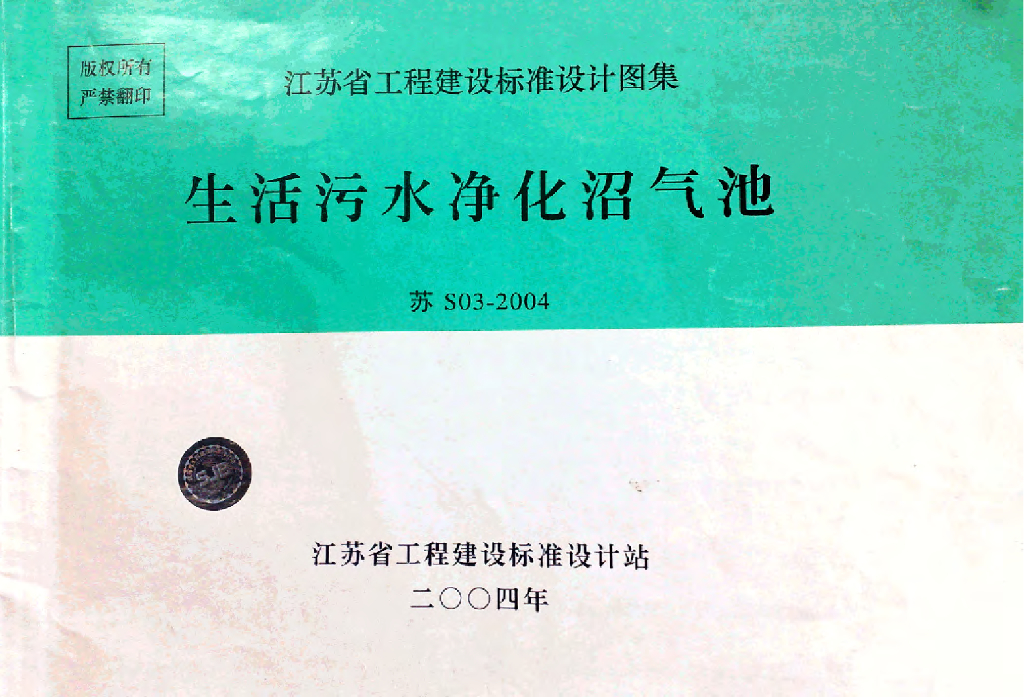 版权所有
严禁翻印
江苏省工程建设标准设计图集
生活污水净化沼气池
苏 S03-2004
江苏省工程建设标准设计站
二〇〇四年